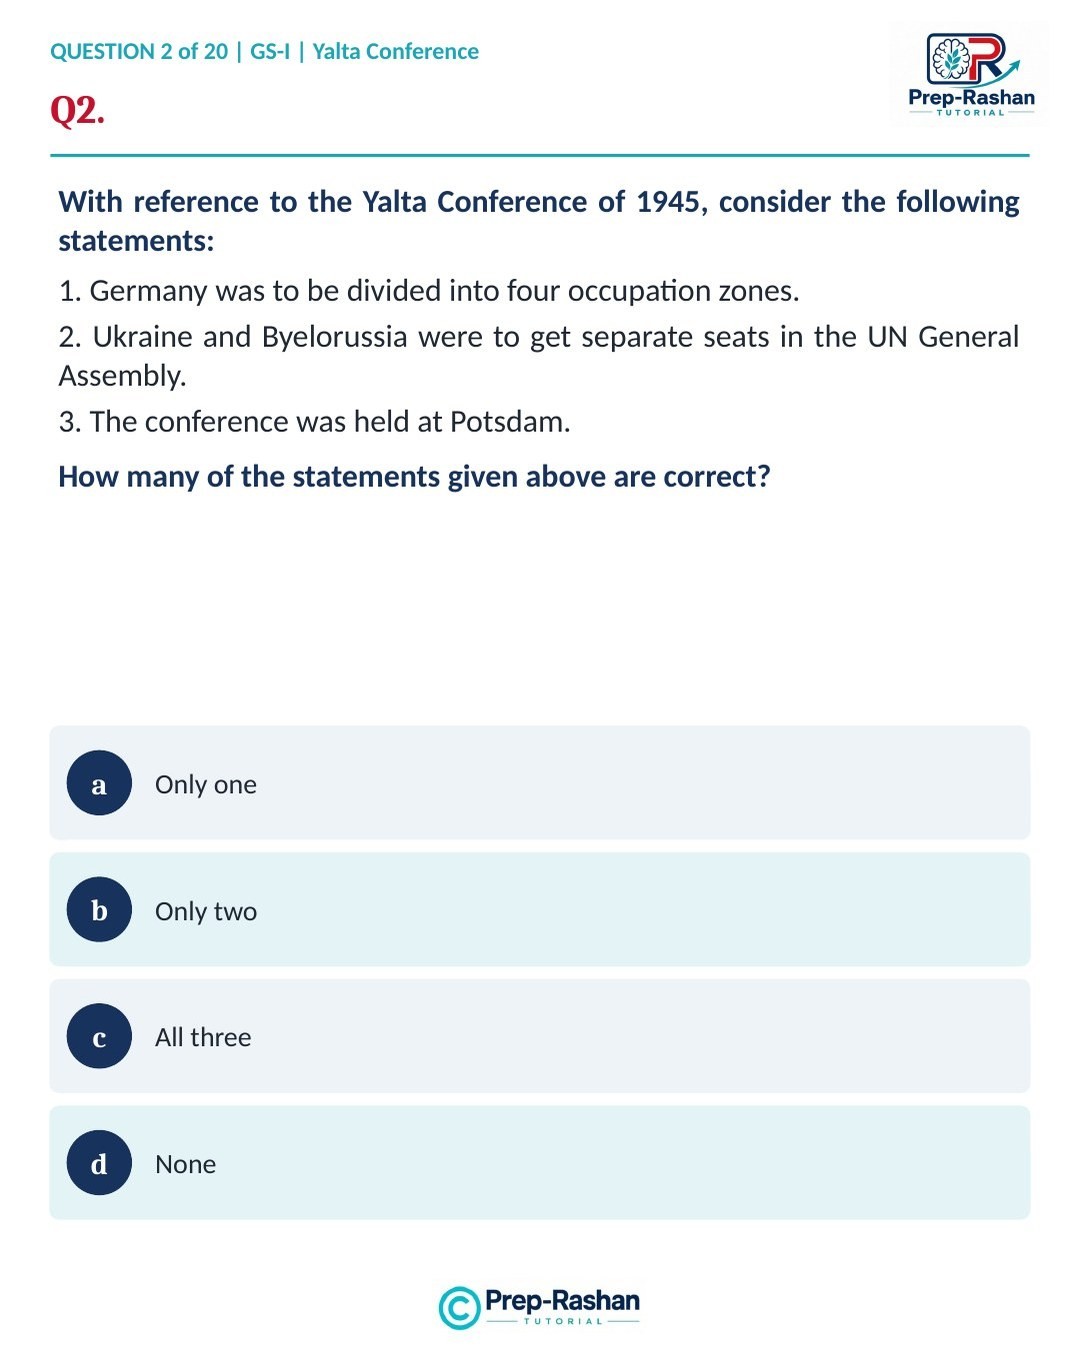 QUESTION 2 of 20 | GS-I | Yalta Conference
Prep-Rashan
TUTORIAL
Q2.
With reference to the Yalta Conference of 1945, consider the following
statements:
1. Germany was to be divided into four occupation zones.
2. Ukraine and Byelorussia were to get separate seats in the UN General
Assembly.
3. The conference was held at Potsdam.
How many of the statements given above are correct?
a Only one
b Only two
c All three
d None
© Prep-Rashan
TUTORIAL